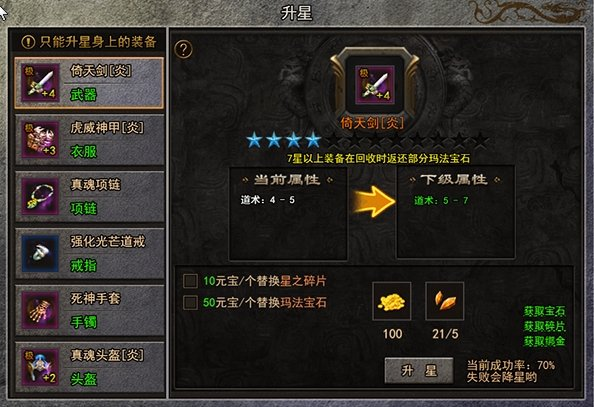 升星
只能升星身上的装备
极
+4
倚天剑[炎]
武器
极
+3
虎威神甲[炎]
衣服
真魂项链
项链
强化光芒道戒
戒指
死神手套
手镯
极
+2
真魂头盔[炎]
头盔
?
极
+4
倚天剑[炎]
7星以上装备在回收时返还部分玛法宝石
当前属性
道术：4 - 5
下级属性
道术：5 - 7
10元宝/个替换星之碎片
50元宝/个替换玛法宝石
100
21/5
获取宝石
获取碎片
获取绑金
升 星
当前成功率：70%
失败会降星哟